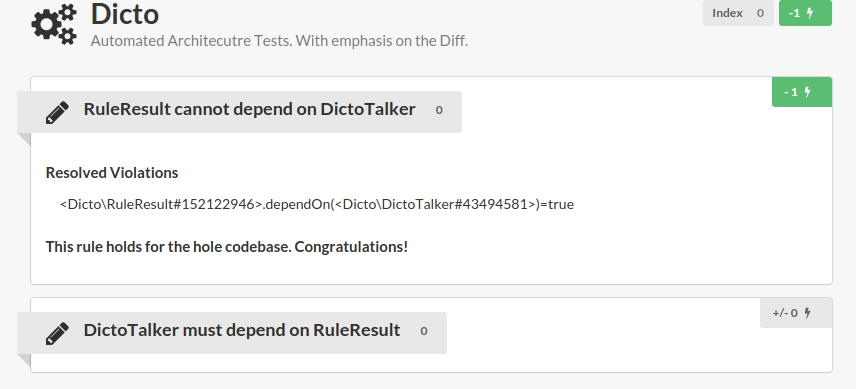 Dicto
Index 0 -1
Automated Architecutre Tests. With emphasis on the Diff.
- 1
RuleResult cannot depend on DictoTalker 0
Resolved Violations
<Dicto\RuleResult#152122946>.dependOn(<Dicto\DictoTalker#43494581>)=true
This rule holds for the hole codebase. Congratulations!
+/- 0
DictoTalker must depend on RuleResult 0